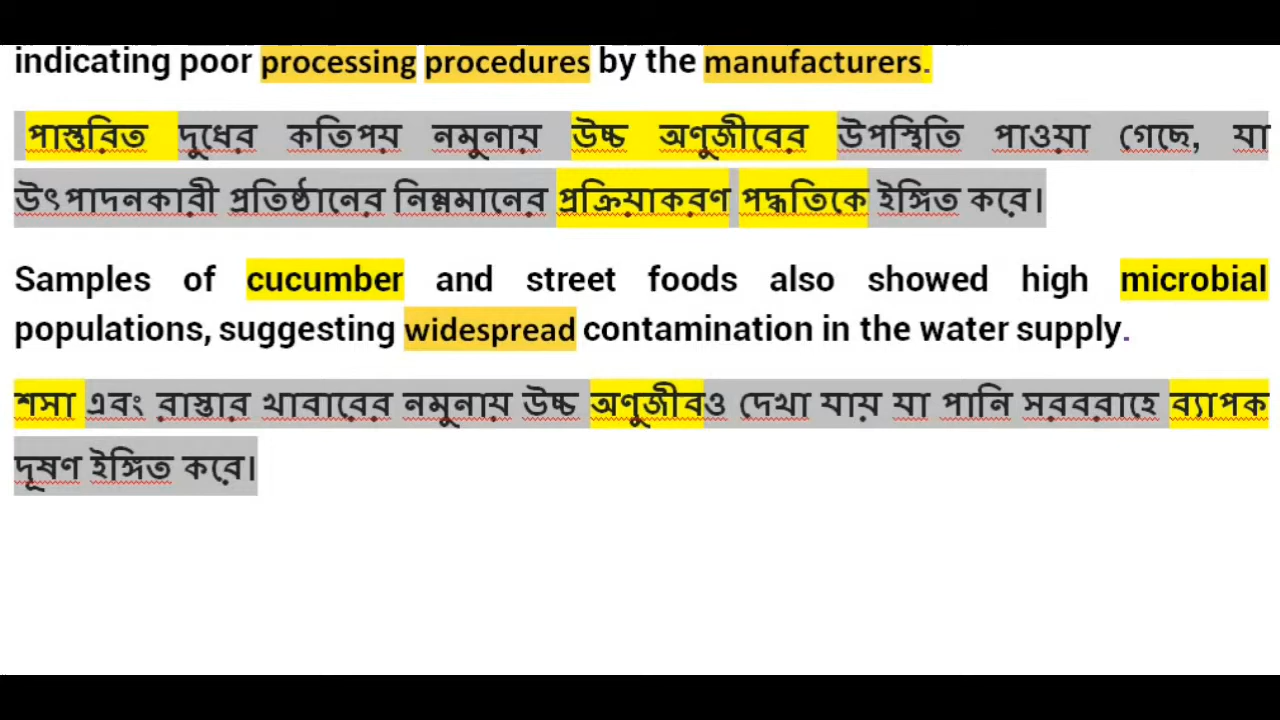 indicating poor processing procedures by the manufacturers.
পাস্তুরিত দুধের কতিপয় নমুনায় উচ্চ অণুজীবের উপস্থিতি পাওয়া গেছে, যা
উৎপাদনকারী প্রতিষ্ঠানের নিম্নমানের প্রক্রিয়াকরণ পদ্ধতিকে ইঙ্গিত করে।
Samples of cucumber and street foods also showed high microbial
populations, suggesting widespread contamination in the water supply.
শসা এবং রাস্তার খাবারের নমুনায় উচ্চ অণুজীবও দেখা যায় যা পানি সরবরাহে ব্যাপক
দূষণ ইঙ্গিত করে।